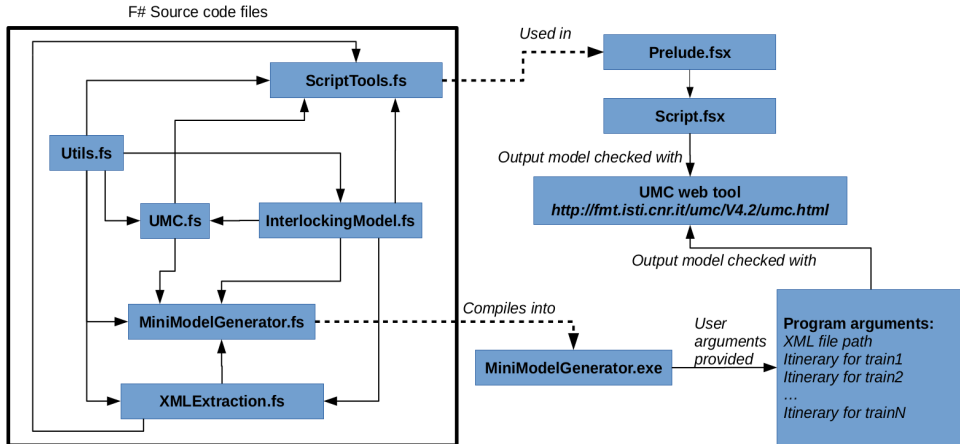 F# Source code files
ScriptTools.fs
Used in
Prelude.fsx
Script.fsx
Utils.fs
Output model checked with
UMC.fs
InterlockingModel.fs
UMC web tool
http://fmt.isti.cnr.it/umc/V4.2/umc.html
Output model checked with
MiniModelGenerator.fs
Compiles into
MiniModelGenerator.exe
User
arguments
provided
Program arguments:
XML file path
Itinerary for train1
Itinerary for train2
...
Itinerary for trainN
XMLExtraction.fs